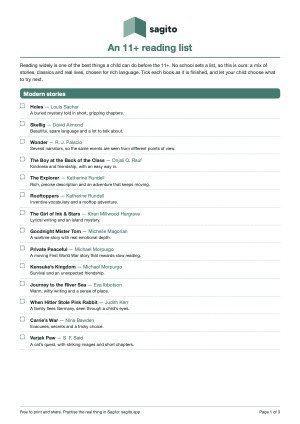 sagito
An 11+ reading list
Reading widely is one of the best things a child can do before the 11+. No school sets a list, so this is ours: a mix of
stories, classics and real lives, chosen for rich language. Tick each book as it is finished, and let your child choose what
to try next.
Modern stories
Holes — Louis Sachar
A buried mystery told in short, gripping chapters.
Skellig — David Almond
Beautiful, spare language and a lot to talk about.
Wonder — R. J. Palacio
Several narrators, so the same events are seen from different points of view.
The Boy at the Back of the Class — Onjali Q. Rauf
Kindness and friendship, with an easy way in.
The Explorer — Katherine Rundell
Rich, precise description and an adventure that keeps moving.
Rooftoppers — Katherine Rundell
Inventive vocabulary and a rooftop adventure.
The Girl of Ink & Stars — Kiran Millwood Hargrave
Lyrical writing and an island mystery.
Goodnight Mister Tom — Michelle Magorian
A wartime story with real emotional depth.
Private Peaceful — Michael Morpurgo
A moving First World War story that rewards slow reading.
Kensuke's Kingdom — Michael Morpurgo
Survival and an unexpected friendship.
Journey to the River Sea — Eva Ibbotson
Warm, witty writing and a sense of place.
When Hitler Stole Pink Rabbit — Judith Kerr
A family flees Germany, seen through a child's eyes.
Carrie's War — Nina Bawden
Evacuees, secrets and a tricky choice.
Varjak Paw — S. F. Said
A cat's quest, with striking images and short chapters.
Free to print and share. Practise the real thing in Sagito: sagito.app
Page 1 of 3